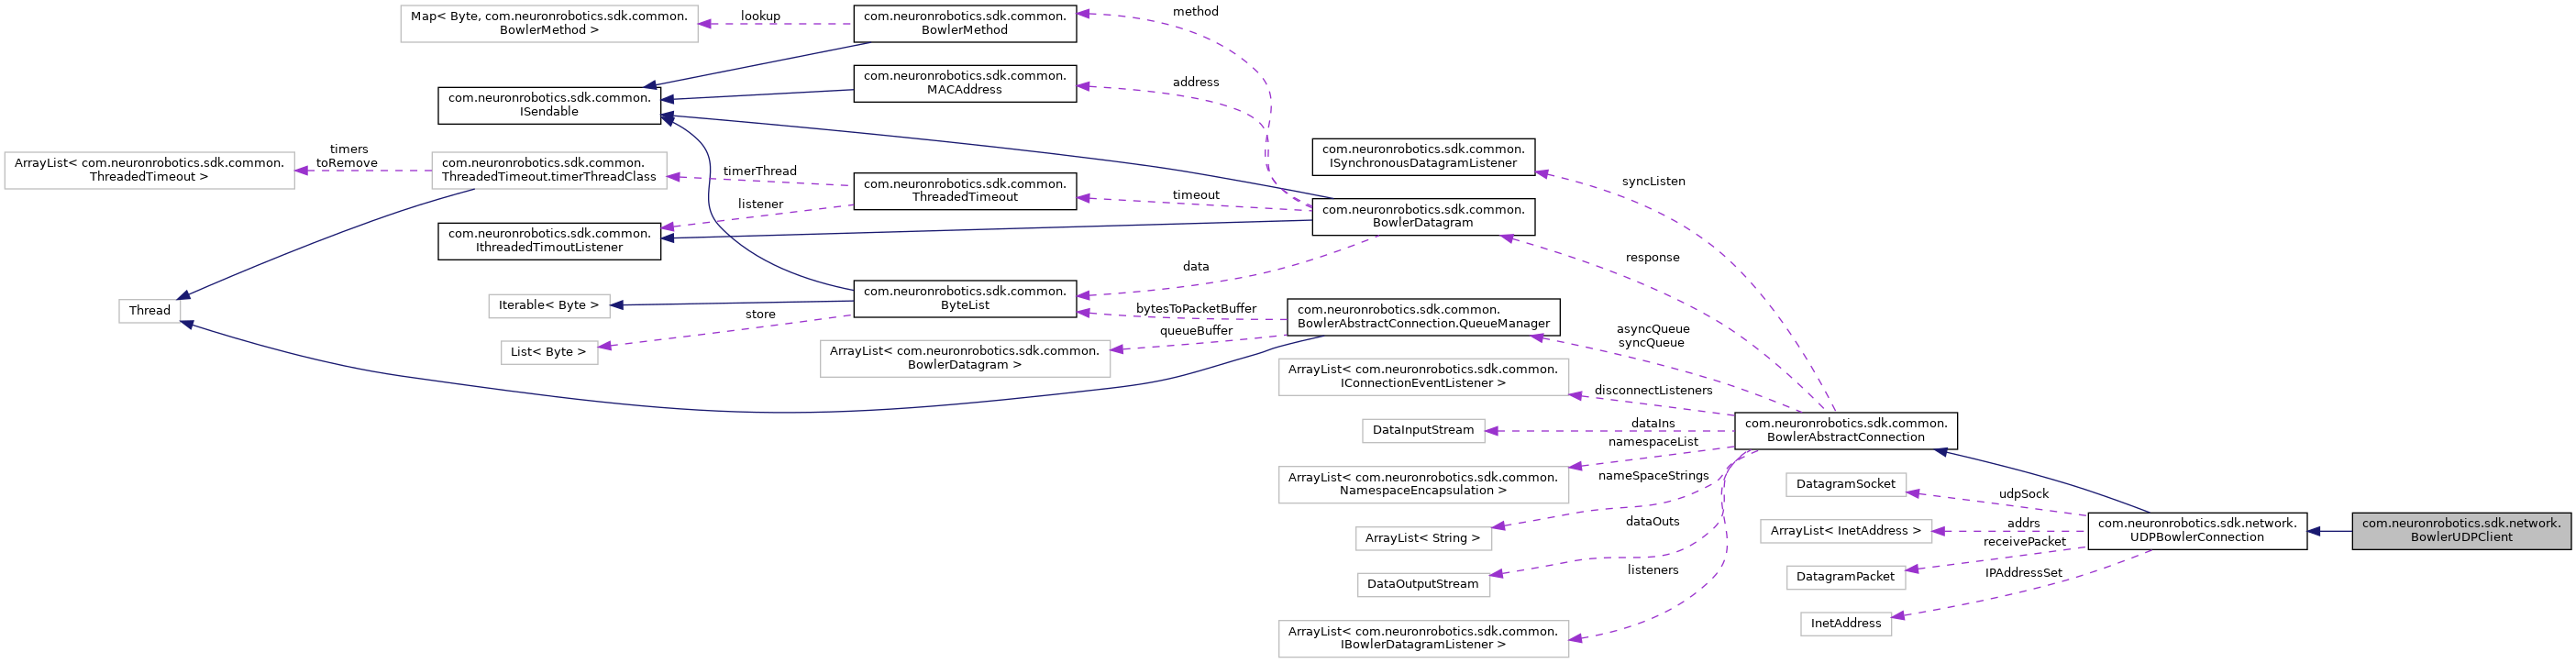 Map< Byte, com.neuronrobotics.sdk.common.
BowlerMethod >
lookup
com.neuronrobotics.sdk.common.
BowlerMethod
method
com.neuronrobotics.sdk.common.
MACAddress
address
com.neuronrobotics.sdk.common.
ISendable
ArrayList< com.neuronrobotics.sdk.common.
ThreadedTimeout >
timers
toRemove
com.neuronrobotics.sdk.common.
ThreadedTimeout.timerThreadClass
timerThread
listener
com.neuronrobotics.sdk.common.
ThreadedTimeout
timeout
com.neuronrobotics.sdk.common.
ISynchronousDatagramListener
syncListen
com.neuronrobotics.sdk.common.
BowlerDatagram
com.neuronrobotics.sdk.common.
IthreadedTimoutListener
response
data
Thread
Iterable< Byte >
com.neuronrobotics.sdk.common.
ByteList
store
List< Byte >
bytesToPacketBuffer
queueBuffer
com.neuronrobotics.sdk.common.
BowlerAbstractConnection.QueueManager
asyncQueue
syncQueue
ArrayList< com.neuronrobotics.sdk.common.
BowlerDatagram >
ArrayList< com.neuronrobotics.sdk.common.
IConnectionEventListener >
disconnectListeners
DataInputStream
dataIns
com.neuronrobotics.sdk.common.
BowlerAbstractConnection
namespaceList
ArrayList< com.neuronrobotics.sdk.common.
NamespaceEncapsulation >
nameSpaceStrings
ArrayList< String >
dataOuts
DataOutputStream
listeners
ArrayList< com.neuronrobotics.sdk.common.
IBowlerDatagramListener >
DatagramSocket
udpSock
ArrayList< InetAddress >
addrs
receivePacket
DatagramPacket
IPAddressSet
InetAddress
com.neuronrobotics.sdk.network.
UDPBowlerConnection
com.neuronrobotics.sdk.network.
BowlerUDPClient